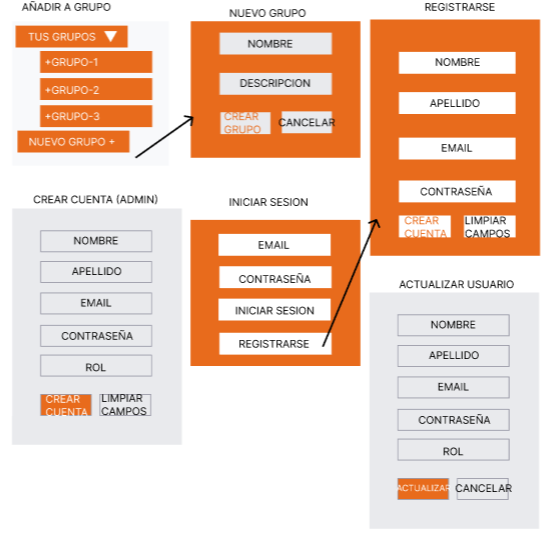 AÑADIR A GRUPO
TUS GRUPOS
+GRUPO-1
+GRUPO-2
+GRUPO-3
NUEVO GRUPO +
NUEVO GRUPO
NOMBRE
DESCRIPCION
CREAR
GRUPO
CANCELAR
REGISTRARSE
NOMBRE
APELLIDO
EMAIL
CONTRASEÑA
CREAR
CUENTA
LIMPIAR
CAMPOS
CREAR CUENTA (ADMIN)
NOMBRE
APELLIDO
EMAIL
CONTRASEÑA
ROL
CREAR
CUENTA
LIMPIAR
CAMPOS
INICIAR SESION
EMAIL
CONTRASEÑA
INICIAR SESION
REGISTRARSE
ACTUALIZAR USUARIO
NOMBRE
APELLIDO
EMAIL
CONTRASEÑA
ROL
ACTUALIZAR
CANCELAR